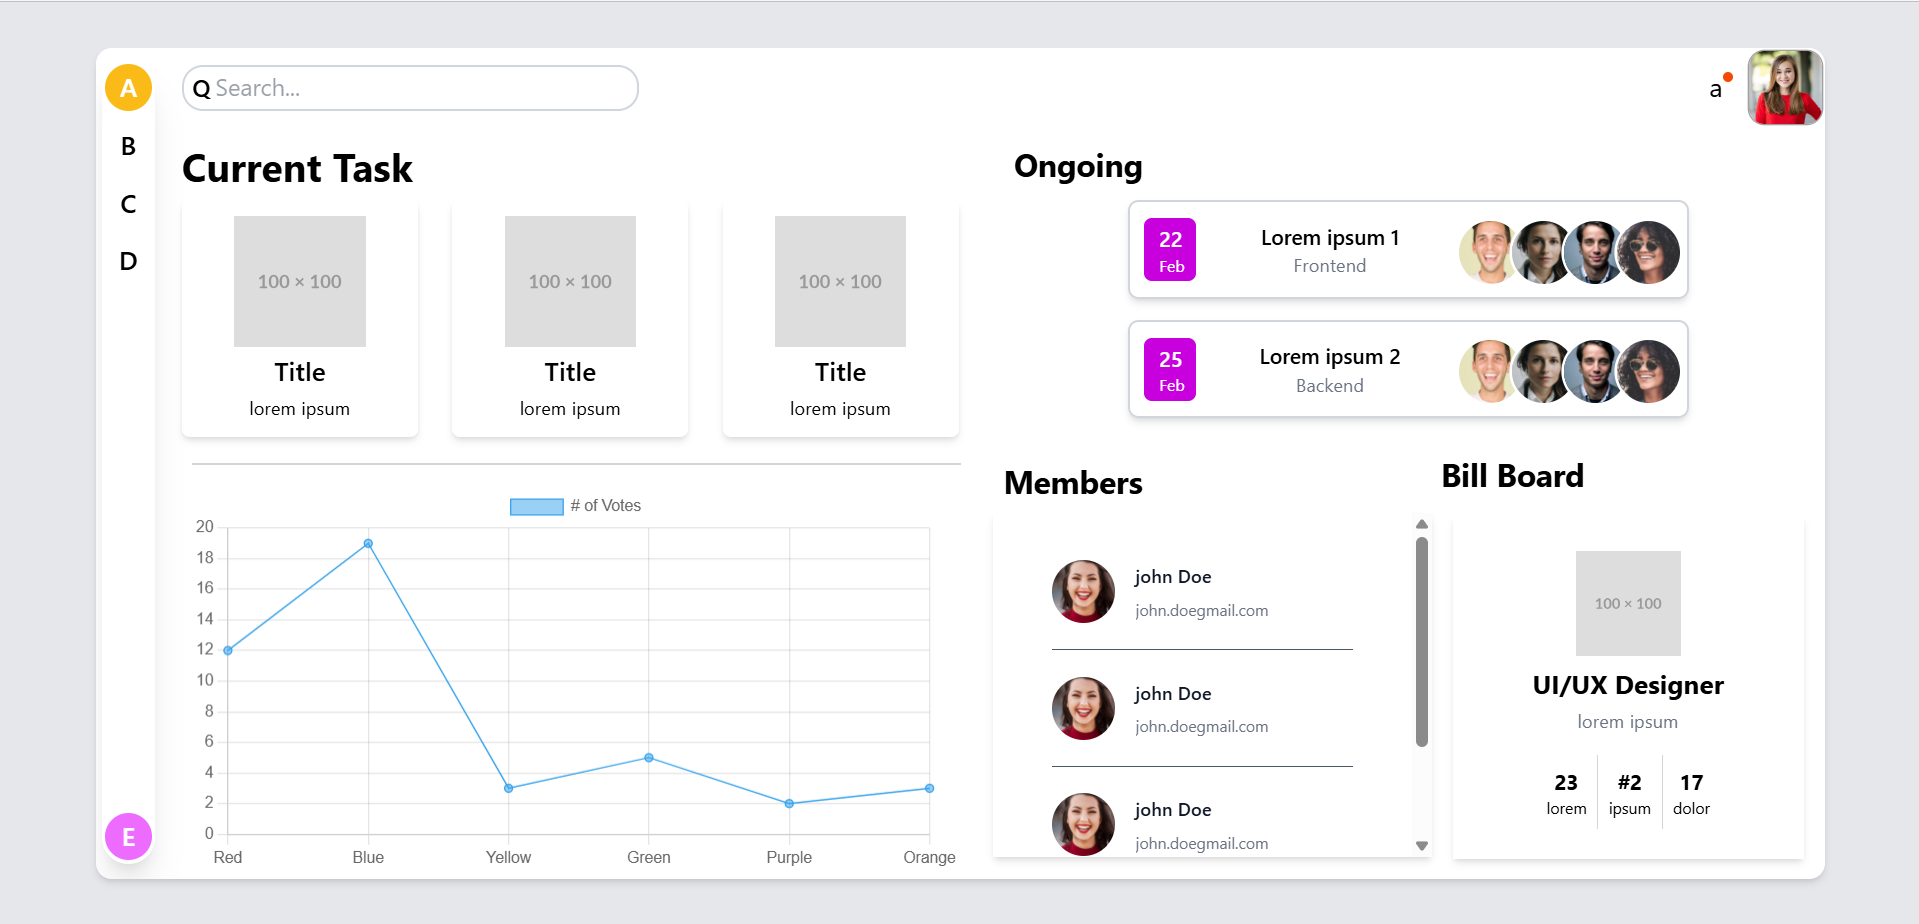 A
B
C
D
E
Q Search...
a
Current Task
100 × 100
Title
lorem ipsum
100 × 100
Title
lorem ipsum
100 × 100
Title
lorem ipsum
# of Votes
20
18
16
14
12
10
8
6
4
2
0
Red Blue Yellow Green Purple Orange
Ongoing
22
Feb
Lorem ipsum 1
Frontend
25
Feb
Lorem ipsum 2
Backend
Members
john Doe
john.doegmail.com
john Doe
john.doegmail.com
john Doe
john.doegmail.com
Bill Board
100 × 100
UI/UX Designer
lorem ipsum
23 #2 17
lorem ipsum dolor